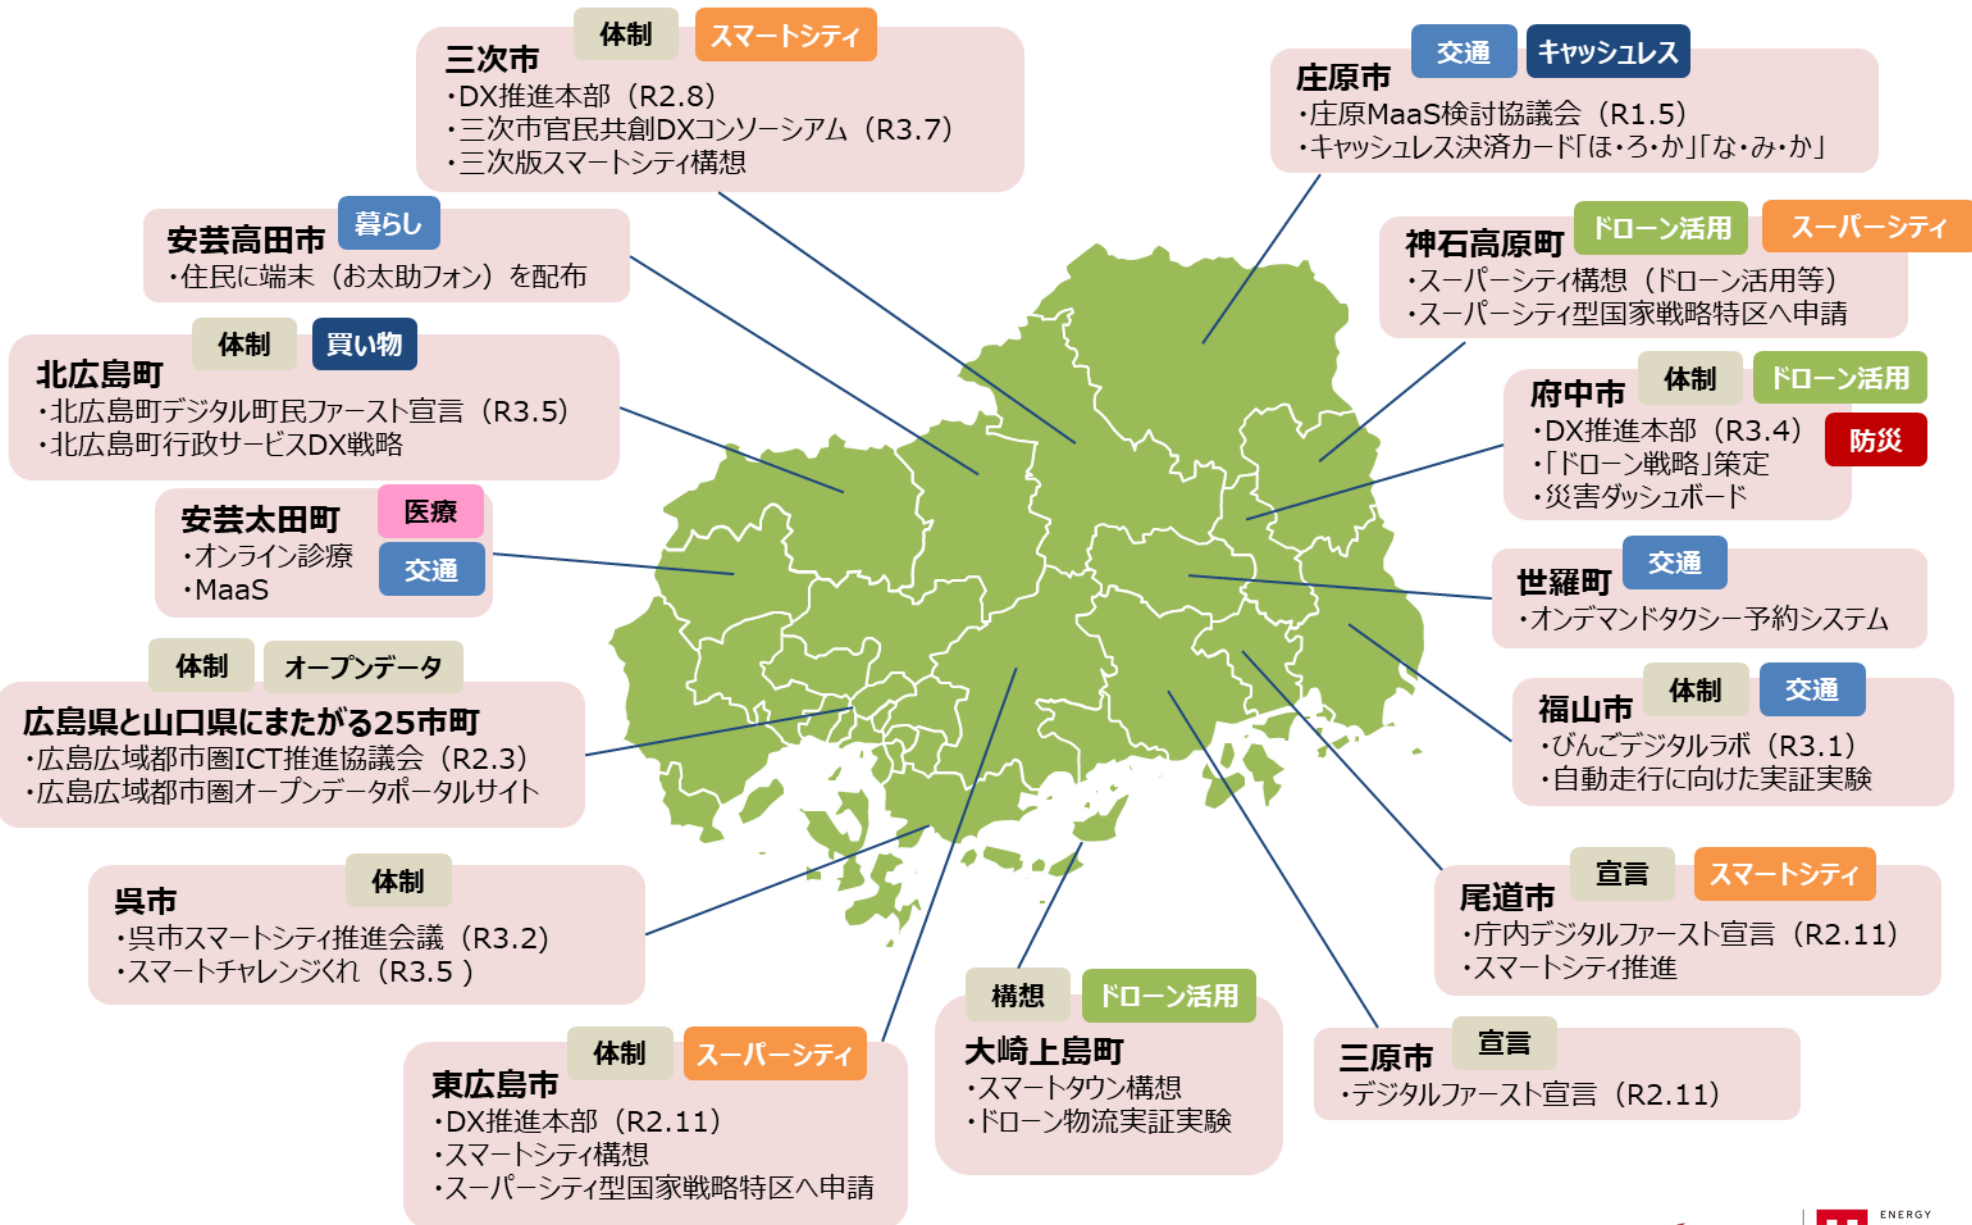 体制 スマートシティ
三次市
・DX推進本部（R2.8）
・三次市官民共創DXコンソーシアム（R3.7）
・三次版スマートシティ構想
交通 キャッシュレス
庄原市
・庄原MaaS検討協議会（R1.5）
・キャッシュレス決済カード「ほ・ろ・か」「な・み・か」
安芸高田市 暮らし
・住民に端末（お太助フォン）を配布
神石高原町 ドローン活用 スーパーシティ
・スーパーシティ構想（ドローン活用等）
・スーパーシティ型国家戦略特区へ申請
体制 買い物
北広島町
・北広島町デジタル町民ファースト宣言（R3.5）
・北広島町行政サービスDX戦略
府中市 体制 ドローン活用
・DX推進本部（R3.4） 防災
・「ドローン戦略」策定
・災害ダッシュボード
安芸太田町 医療
・オンライン診療 交通
・MaaS
世羅町 交通
・オンデマンドタクシー予約システム
体制 オープンデータ
広島県と山口県にまたがる25市町
・広島広域都市圏ICT推進協議会（R2.3）
・広島広域都市圏オープンデータポータルサイト
福山市 体制 交通
・びんごデジタルラボ（R3.1）
・自動走行に向けた実証実験
呉市 体制
・呉市スマートシティ推進会議（R3.2）
・スマートチャレンジくれ（R3.5 ）
尾道市 宣言 スマートシティ
・庁内デジタルファースト宣言（R2.11）
・スマートシティ推進
体制 スーパーシティ
東広島市
・DX推進本部（R2.11）
・スマートシティ構想
・スーパーシティ型国家戦略特区へ申請
構想 ドローン活用
大崎上島町
・スマートタウン構想
・ドローン物流実証実験
三原市 宣言
・デジタルファースト宣言（R2.11）
ENERGY